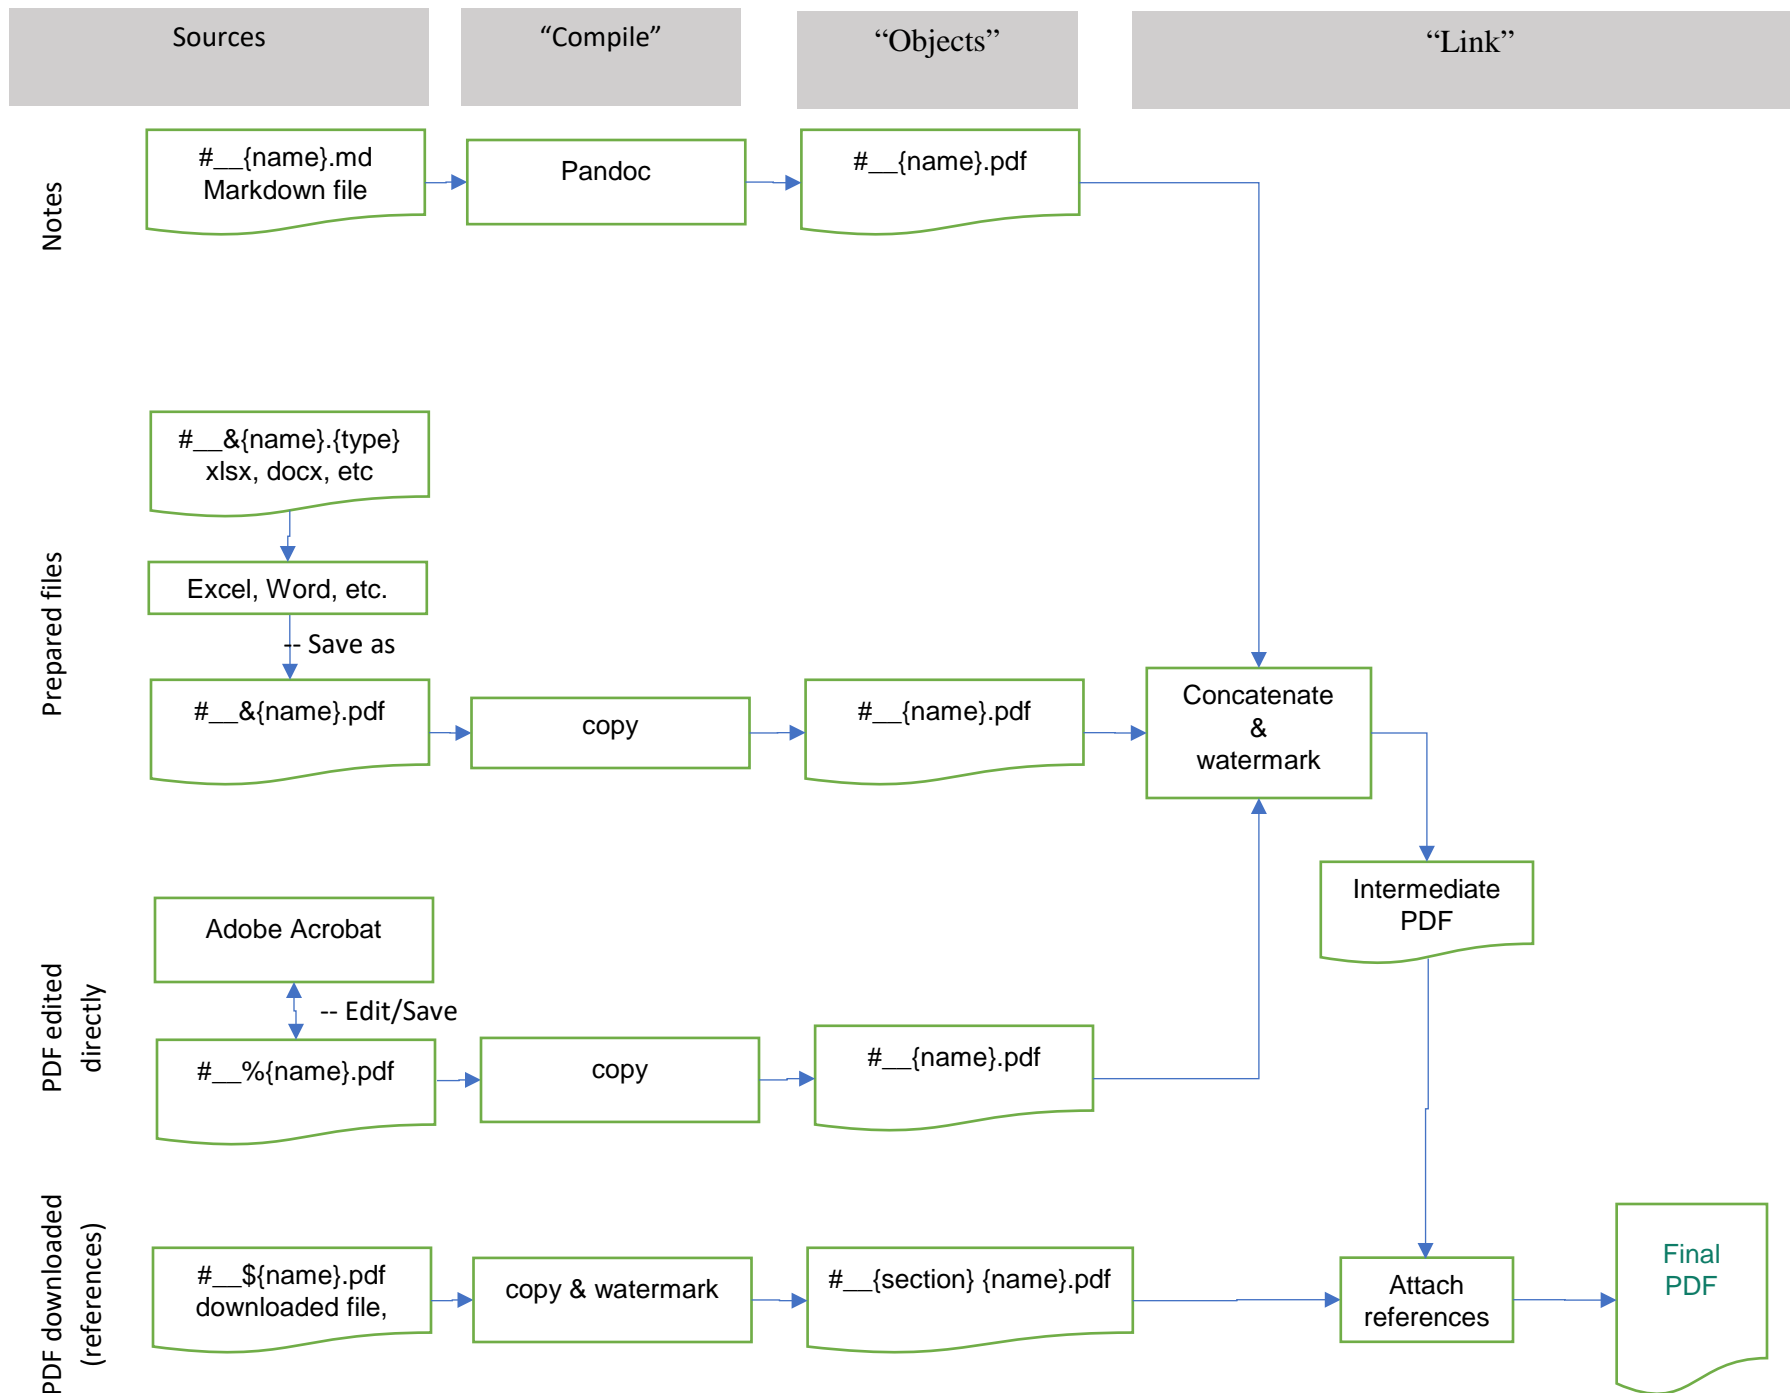 Sources
“Compile”
“Objects”
“Link”
Notes
#__{name}.md
Markdown file
Pandoc
#__{name}.pdf
Prepared files
#__&{name}.{type}
xlsx, docx, etc
Excel, Word, etc.
-- Save as
#__&{name}.pdf
copy
#__{name}.pdf
Concatenate
&
watermark
Intermediate
PDF
PDF edited
directly
Adobe Acrobat
-- Edit/Save
#__%{name}.pdf
copy
#__{name}.pdf
PDF downloaded
(references)
#__${name}.pdf
downloaded file,
copy & watermark
#__{section} {name}.pdf
Attach
references
Final
PDF